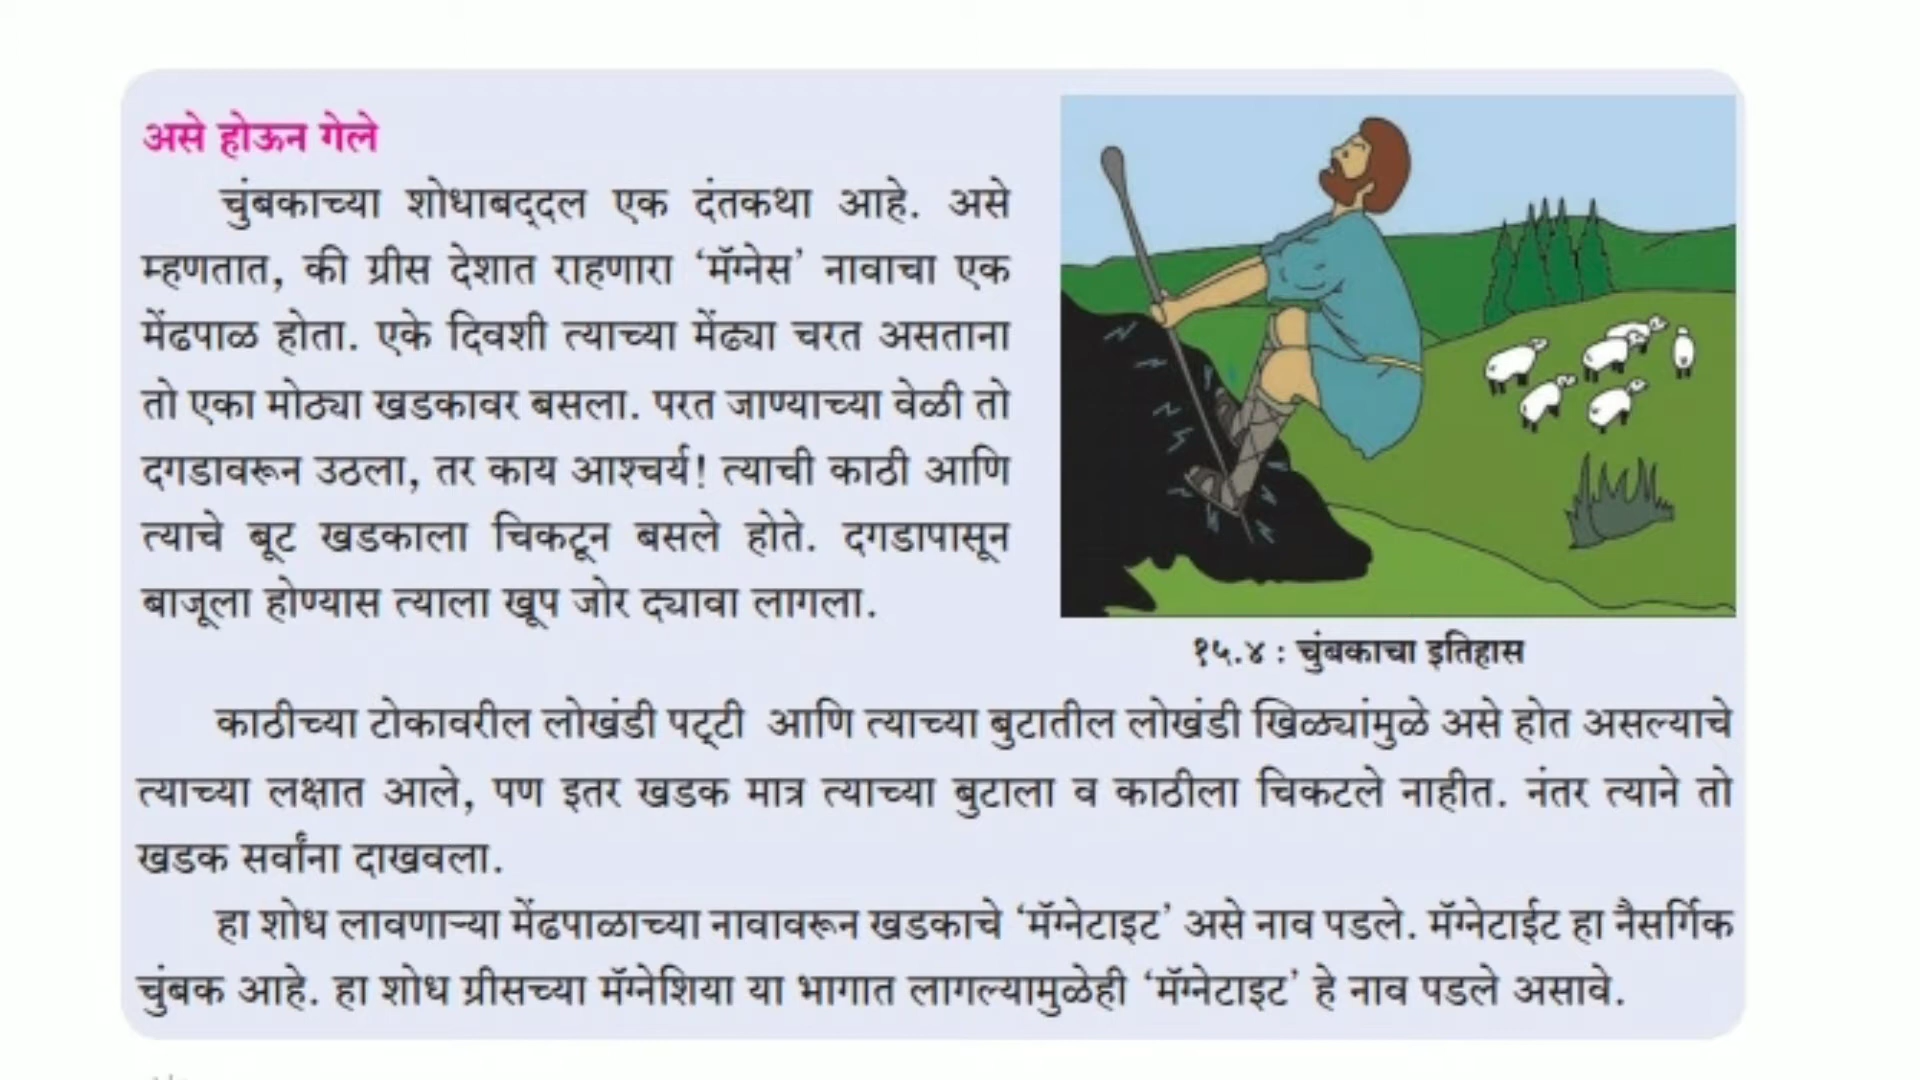 असे होऊन गेले
चुंबकाच्या शोधाबद्दल एक दंतकथा आहे. असे
म्हणतात, की ग्रीस देशात राहणारा ‘मॅग्नेस’ नावाचा एक
मेंढपाळ होता. एके दिवशी त्याच्या मेंढ्या चरत असताना
तो एका मोठ्या खडकावर बसला. परत जाण्याच्या वेळी तो
दगडावरून उठला, तर काय आश्चर्य! त्याची काठी आणि
त्याचे बूट खडकाला चिकटून बसले होते. दगडापासून
बाजूला होण्यास त्याला खूप जोर द्यावा लागला.
१५.४ : चुंबकाचा इतिहास
काठीच्या टोकावरील लोखंडी पट्टी आणि त्याच्या बुटातील लोखंडी खिळ्यांमुळे असे होत असल्याचे
त्याच्या लक्षात आले, पण इतर खडक मात्र त्याच्या बुटाला व काठीला चिकटले नाहीत. नंतर त्याने तो
खडक सर्वांना दाखवला.
हा शोध लावणाऱ्या मेंढपाळाच्या नावावरून खडकाचे ‘मॅग्नेटाइट’ असे नाव पडले. मॅग्नेटाईट हा नैसर्गिक
चुंबक आहे. हा शोध ग्रीसच्या मॅग्नेशिया या भागात लागल्यामुळेही ‘मॅग्नेटाइट’ हे नाव पडले असावे.